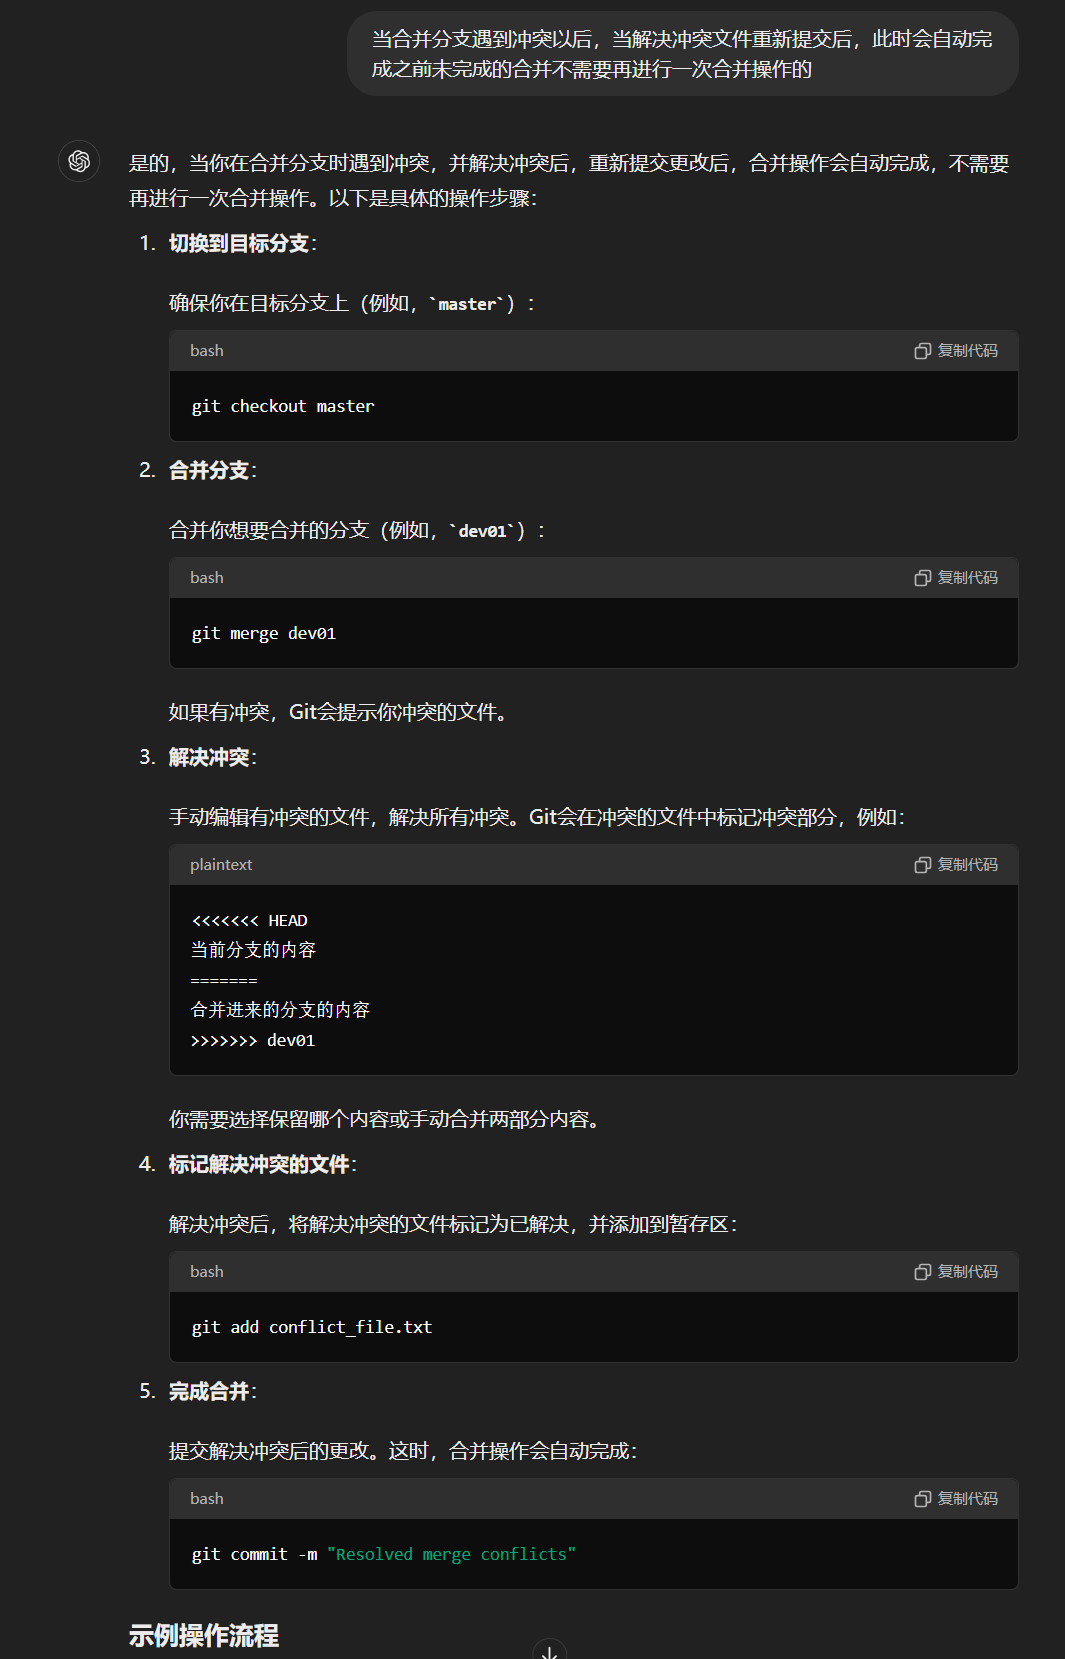 当合并分支遇到冲突以后，当解决冲突文件重新提交后，此时会自动完
成之前未完成的合并不需要再进行一次合并操作的
是的，当你在合并分支时遇到冲突，并解决冲突后，重新提交更改后，合并操作会自动完成，不需要
再进行一次合并操作。以下是具体的操作步骤：
1. 切换到目标分支：
确保你在目标分支上（例如，`master`）：
bash 复制代码
git checkout master
2. 合并分支：
合并你想要合并的分支（例如，`dev01`）：
bash 复制代码
git merge dev01
如果有冲突，Git会提示你冲突的文件。
3. 解决冲突：
手动编辑有冲突的文件，解决所有冲突。Git会在冲突的文件中标记冲突部分，例如：
plaintext 复制代码
<<<<<<< HEAD
当前分支的内容
=======
合并进来的分支的内容
>>>>>>> dev01
你需要选择保留哪个内容或手动合并两部分内容。
4. 标记解决冲突的文件：
解决冲突后，将解决冲突的文件标记为已解决，并添加到暂存区：
bash 复制代码
git add conflict_file.txt
5. 完成合并：
提交解决冲突后的更改。这时，合并操作会自动完成：
bash 复制代码
git commit -m "Resolved merge conflicts"
示例操作流程